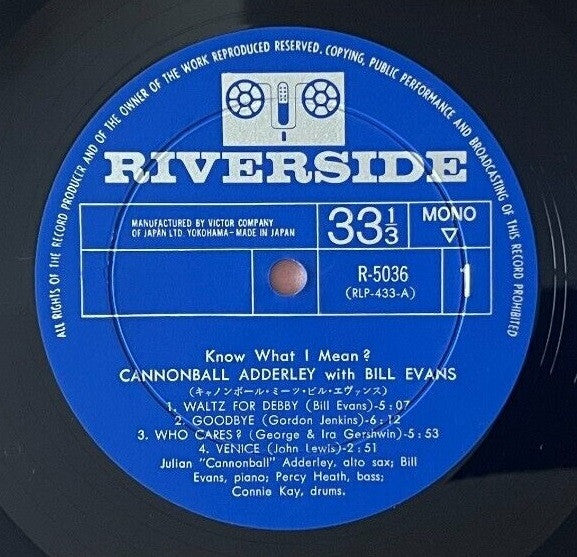 ALL RIGHTS OF THE RECORD PRODUCER AND OF THE OWNER OF THE WORK REPRODUCED RESERVED. COPYING, PUBLIC PERFORMANCE AND BROADCASTING OF THIS RECORD PROHIBITED
RIVERSIDE
MANUFACTURED BY VICTOR COMPANY
OF JAPAN LTD. YOKOHAMA-MADE IN JAPAN
33 1/3
MONO
▽
R-5036
(RLP-433-A)
1
Know What I Mean?
CANNONBALL ADDERLEY with BILL EVANS
(キャノンボール・ミーツ・ビル・エヴァンス)
1. WALTZ FOR DEBBY (Bill Evans)-5:07
2. GOODBYE (Gordon Jenkins)-6:12
3. WHO CARES? (George & Ira Gershwin)-5:53
4. VENICE (John Lewis)-2:51
Julian "Cannonball" Adderley, alto sax; Bill
Evans, piano; Percy Heath, bass;
Connie Kay, drums.